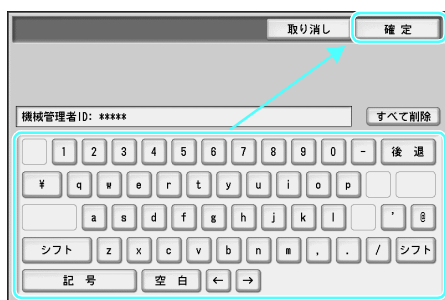 取り消し 確 定
機械管理者ID: ***** すべて削除
1 2 3 4 5 6 7 8 9 0 - 後 退
¥ q w e r t y u i o p
a s d f g h j k l ' @
シフト z x c v b n m , . / シフト
記 号 空 白 ← →